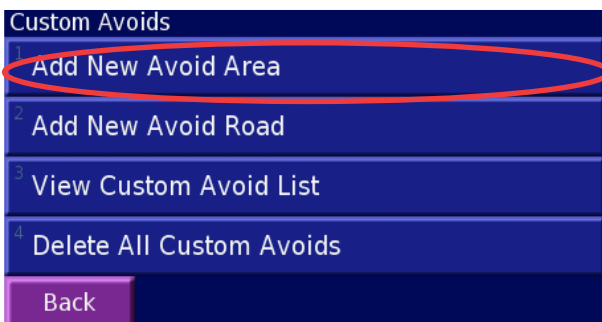 Custom Avoids
1 Add New Avoid Area
2 Add New Avoid Road
3 View Custom Avoid List
4 Delete All Custom Avoids
Back